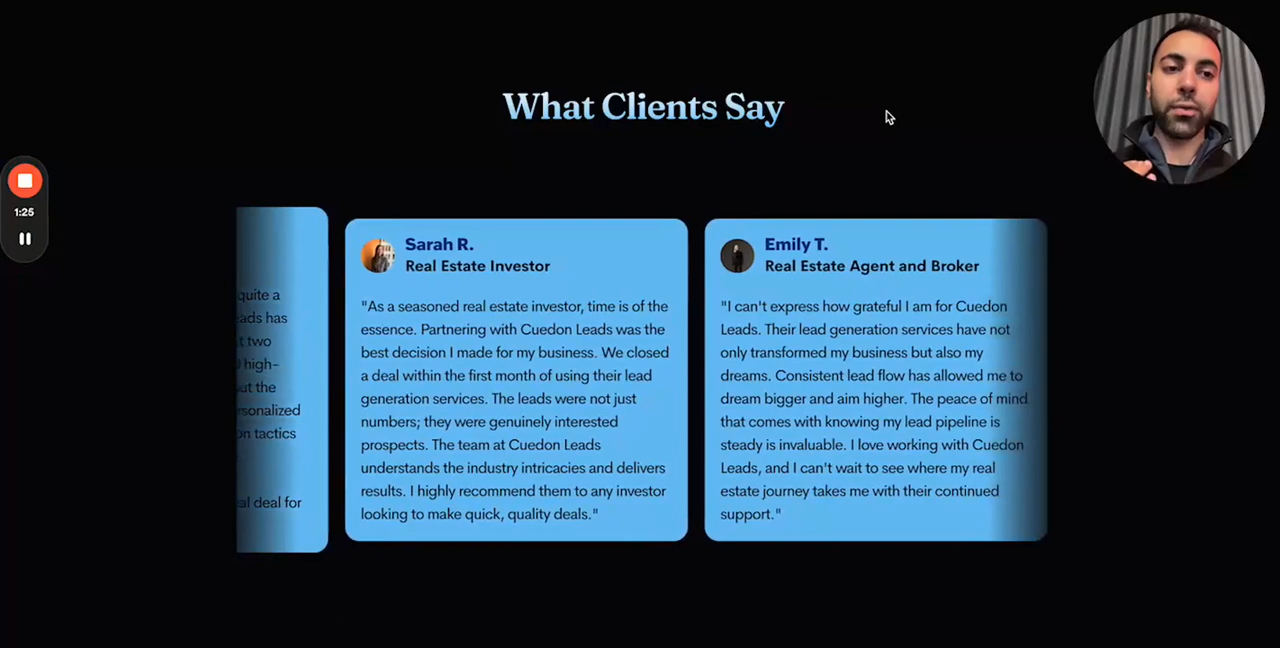 What Clients Say
1:25
quite a
ads has
t two
high-
ut the
rsonalized
on tactics
al deal for
Sarah R.
Real Estate Investor
"As a seasoned real estate investor, time is of the
essence. Partnering with Cuedon Leads was the
best decision I made for my business. We closed
a deal within the first month of using their lead
generation services. The leads were not just
numbers; they were genuinely interested
prospects. The team at Cuedon Leads
understands the industry intricacies and delivers
results. I highly recommend them to any investor
looking to make quick, quality deals."
Emily T.
Real Estate Agent and Broker
"I can't express how grateful I am for Cuedon
Leads. Their lead generation services have not
only transformed my business but also my
dreams. Consistent lead flow has allowed me to
dream bigger and aim higher. The peace of mind
that comes with knowing my lead pipeline is
steady is invaluable. I love working with Cuedon
Leads, and I can't wait to see where my real
estate journey takes me with their continued
support."